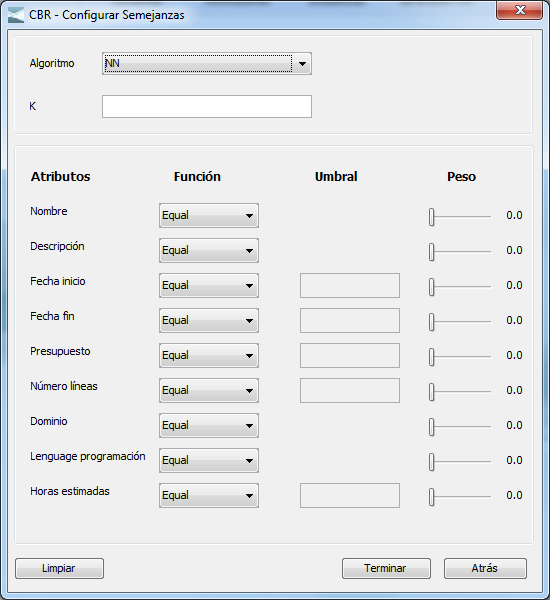 CBR - Configurar Semejanzas
Algoritmo NN
K
Atributos Función Umbral Peso
Nombre Equal 0.0
Descripción Equal 0.0
Fecha inicio Equal 0.0
Fecha fin Equal 0.0
Presupuesto Equal 0.0
Número líneas Equal 0.0
Dominio Equal 0.0
Lenguage programación Equal 0.0
Horas estimadas Equal 0.0
Limpiar Terminar Atrás